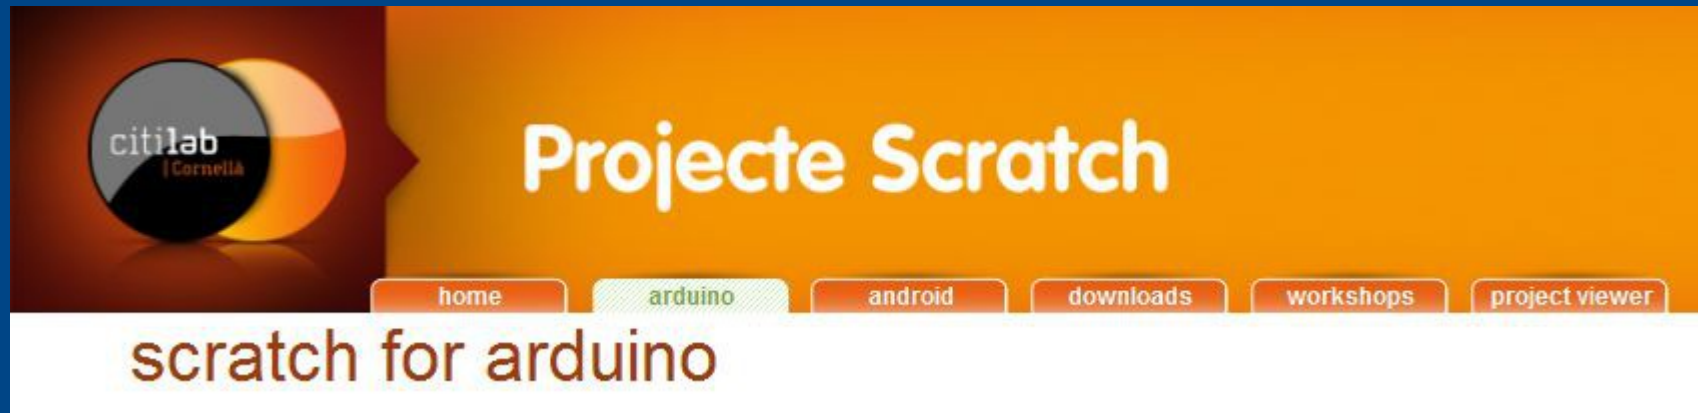 citilab
|Cornellà
Projecte Scratch
home arduino android downloads workshops project viewer
scratch for arduino